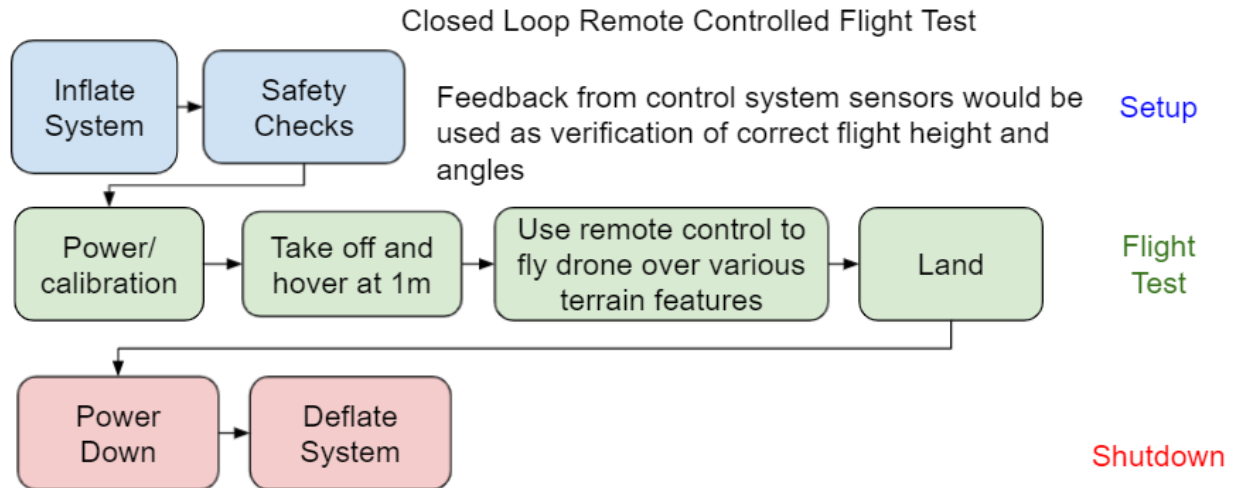 Closed Loop Remote Controlled Flight Test
Inflate
System
Safety
Checks
Feedback from control system sensors would be
used as verification of correct flight height and
angles
Setup
Power/
calibration
Take off and
hover at 1m
Use remote control to
fly drone over various
terrain features
Land
Flight
Test
Power
Down
Deflate
System
Shutdown